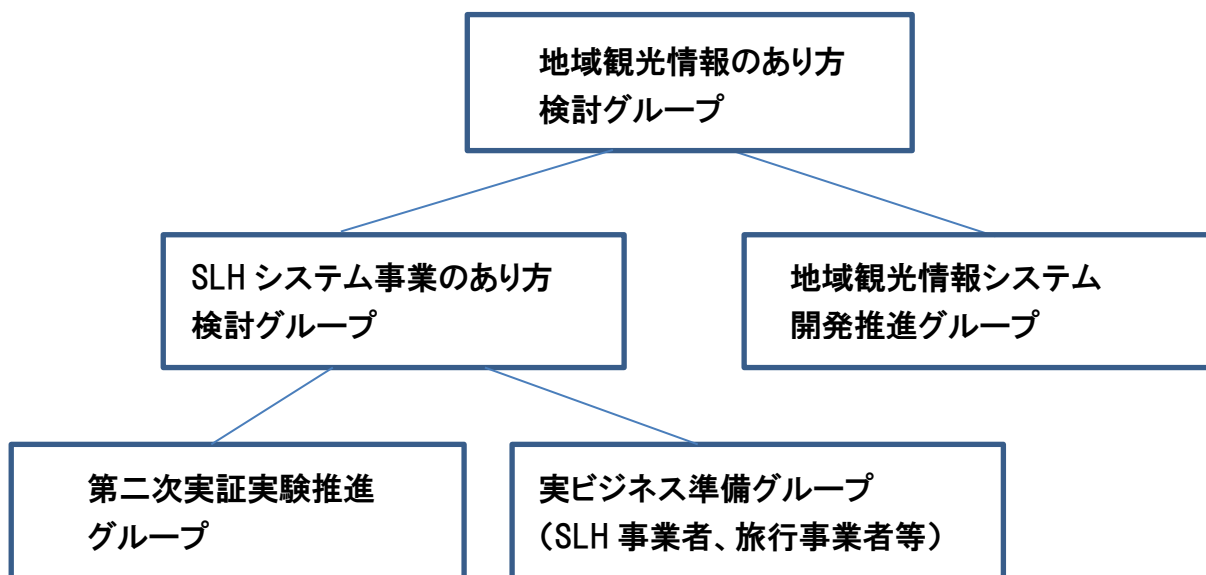 地域観光情報のあり方
検討グループ
SLH システム事業のあり方
検討グループ
地域観光情報システム
開発推進グループ
第二次実証実験推進
グループ
実ビジネス準備グループ
（SLH 事業者、旅行事業者等）